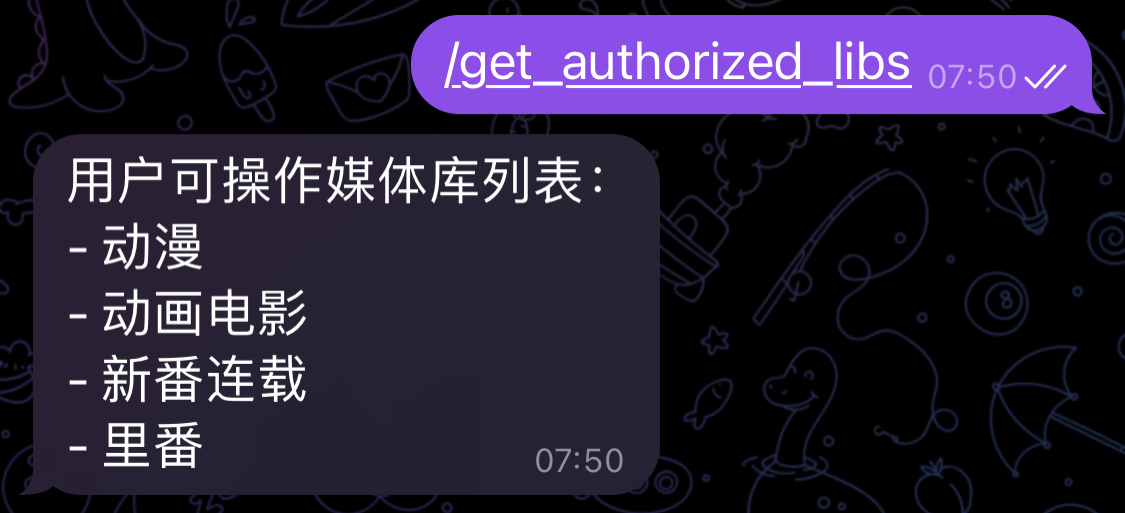 /get_authorized_libs 07:50
用户可操作媒体库列表：
- 动漫
- 动画电影
- 新番连载
- 里番
07:50